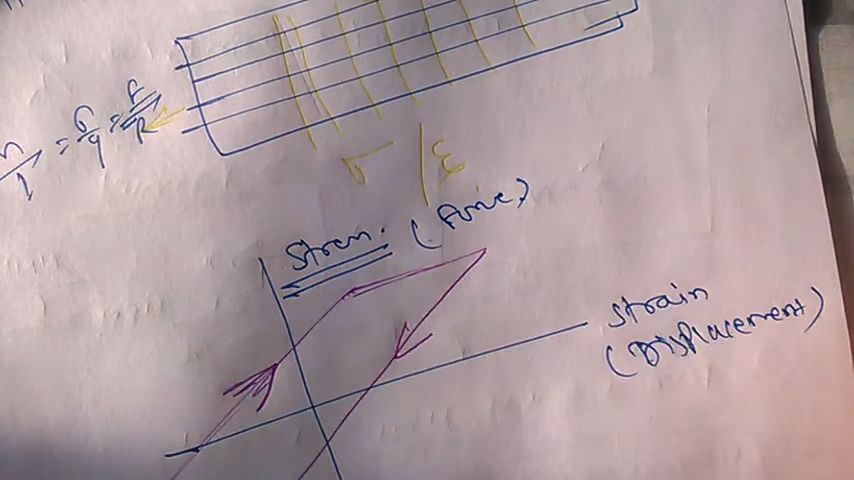 σ/ε
Stress. (Force)
Strain
(Displacement)